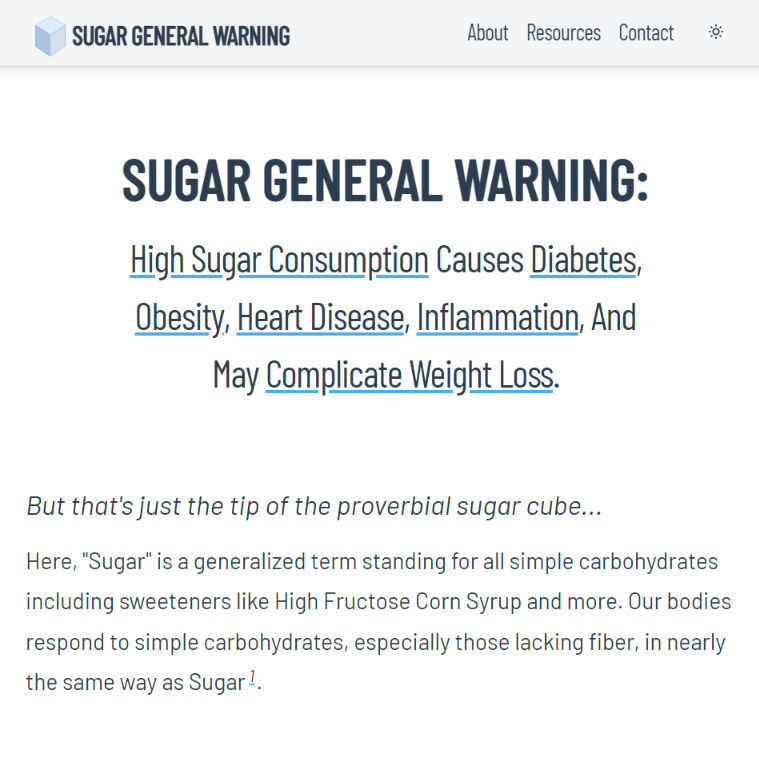 SUGAR GENERAL WARNING
About Resources Contact
SUGAR GENERAL WARNING:
High Sugar Consumption Causes Diabetes,
Obesity, Heart Disease, Inflammation, And
May Complicate Weight Loss.
But that's just the tip of the proverbial sugar cube...
Here, "Sugar" is a generalized term standing for all simple carbohydrates
including sweeteners like High Fructose Corn Syrup and more. Our bodies
respond to simple carbohydrates, especially those lacking fiber, in nearly
the same way as Sugar 1.